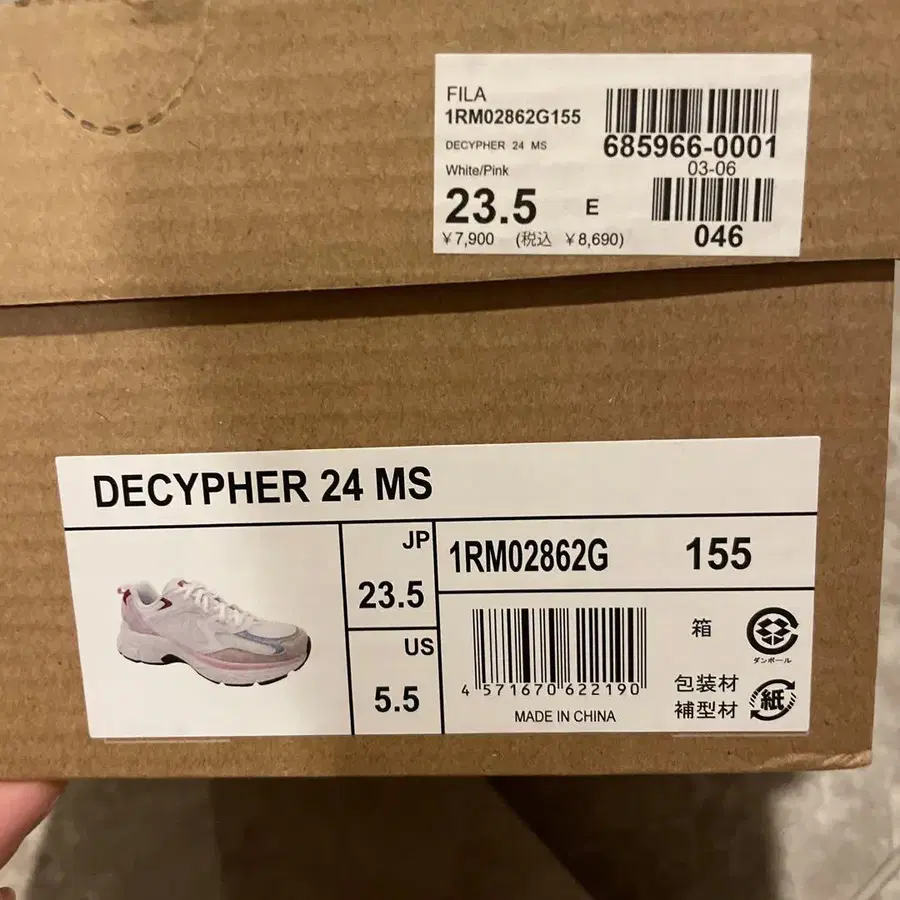 FILA
1RM02862G155
DECYPHER 24 MS
White/Pink
23.5 E
¥7,900 (税込 ¥8,690)
685966-0001
03-06
046
DECYPHER 24 MS
JP
23.5
US
5.5
1RM02862G 155
4 571670 622190
MADE IN CHINA
箱
ダンボール
包装材
補型材
紙